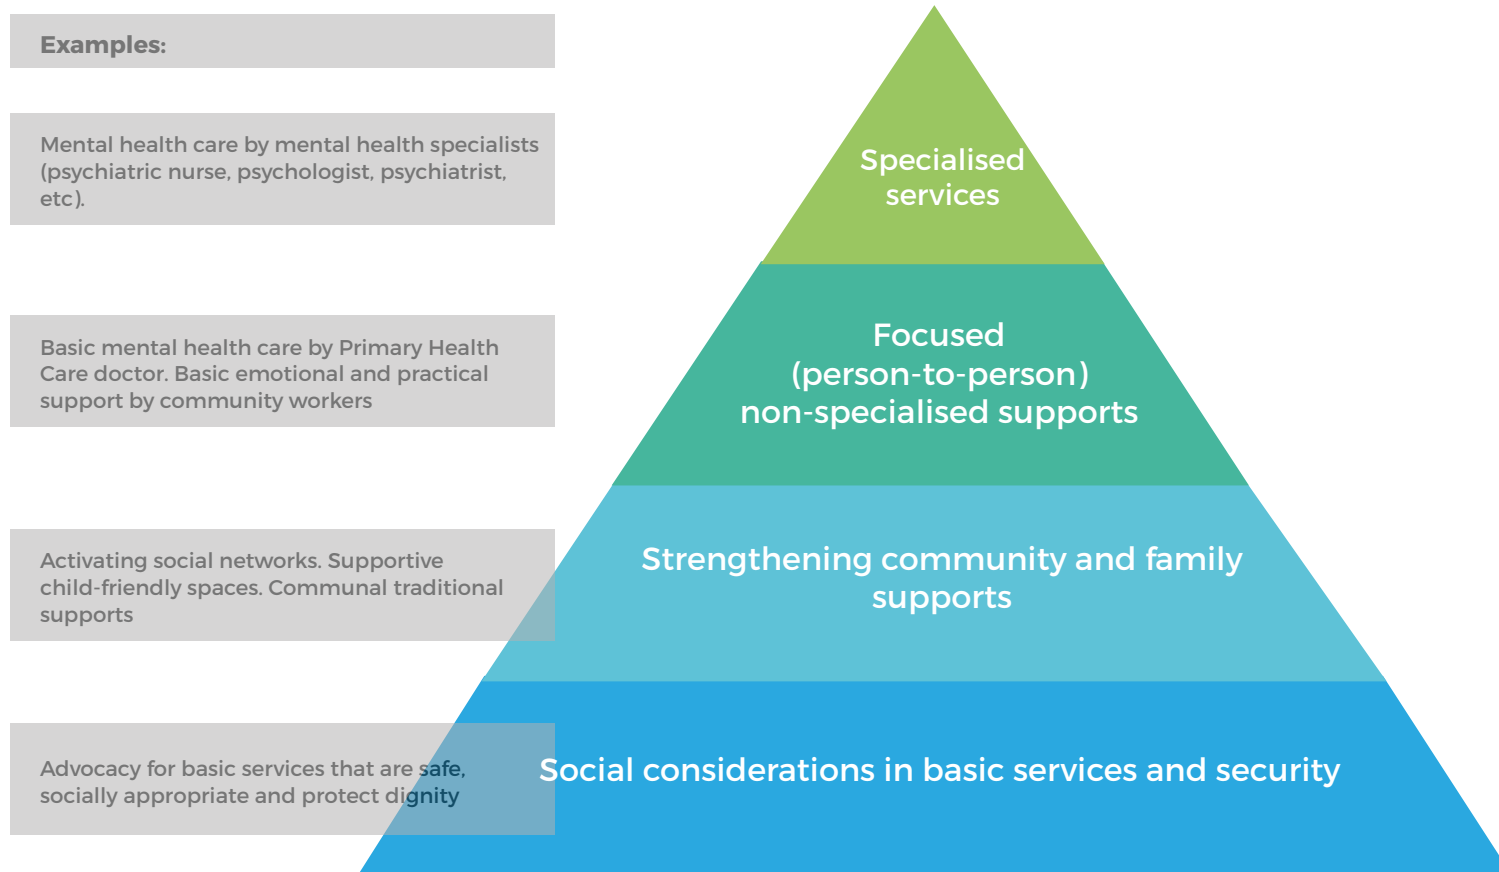 Examples:
Mental health care by mental health specialists
(psychiatric nurse, psychologist, psychiatrist,
etc).
Specialised
services
Basic mental health care by Primary Health
Care doctor. Basic emotional and practical
support by community workers
Focused
(person-to-person)
non-specialised supports
Activating social networks. Supportive
child-friendly spaces. Communal traditional
supports
Strengthening community and family
supports
Advocacy for basic services that are safe,
socially appropriate and protect dignity
Social considerations in basic services and security